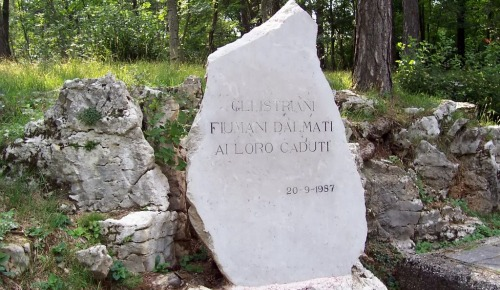 GLI ISTRIANI
FIUMANI DALMATI
AI LORO CADUTI
20-9-1987